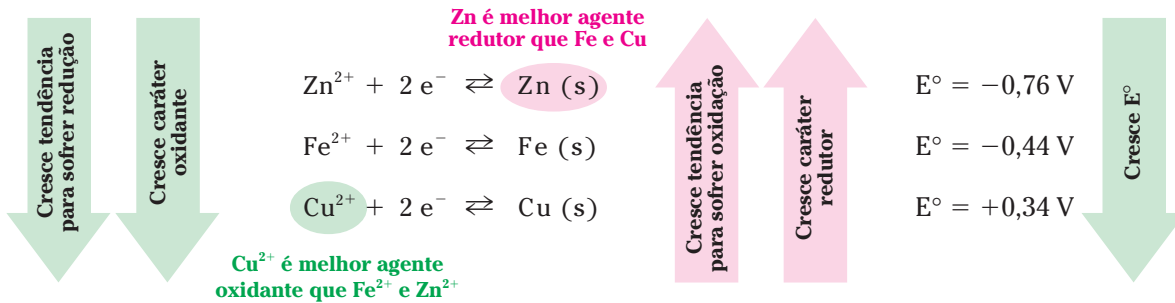 Zn é melhor agente
redutor que Fe e Cu
Cresce tendência
para sofrer redução
Cresce caráter
oxidante
Zn²⁺ + 2 e⁻ ⇌ Zn (s)
Fe²⁺ + 2 e⁻ ⇌ Fe (s)
Cu²⁺ + 2 e⁻ ⇌ Cu (s)
Cresce tendência
para sofrer oxidação
Cresce caráter
redutor
E° = −0,76 V
E° = −0,44 V
E° = +0,34 V
Cresce E°
Cu²⁺ é melhor agente
oxidante que Fe²⁺ e Zn²⁺